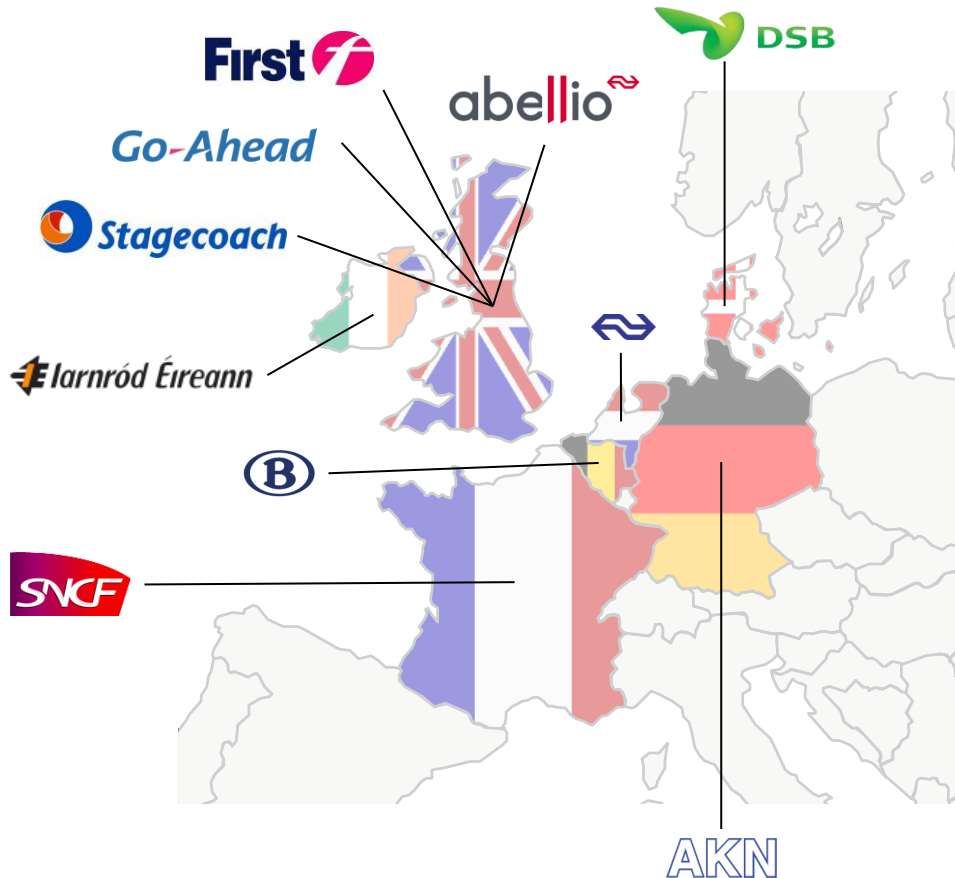 DSB
First f
abellio
Go-Ahead
Stagecoach
Iarnród Éireann
B
SNCF
AKN